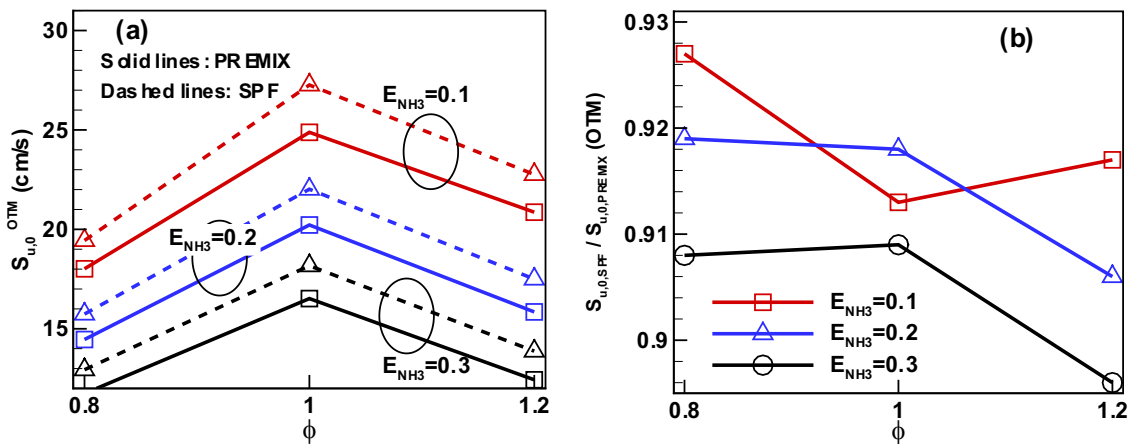 (a)
Solid lines : PREMIX
Dashed lines: SPF
E_NH3=0.1
E_NH3=0.2
E_NH3=0.3
S_u,0^OTM (cm/s)
30
25
20
15
0.8
1
1.2
ϕ
(b)
S_u,0,SPF / S_u,0,PREMIX (OTM)
0.93
0.92
0.91
0.9
E_NH3=0.1
E_NH3=0.2
E_NH3=0.3
0.8
1
1.2
ϕ